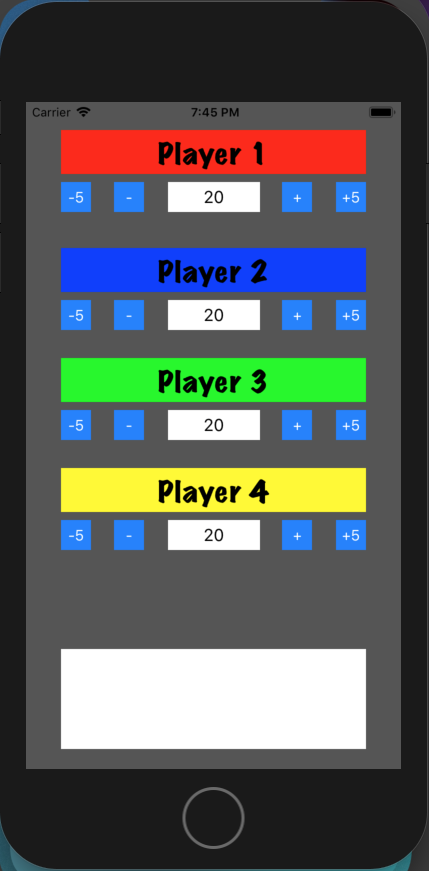 Carrier 7:45 PM
Player 1
-5 - 20 + +5
Player 2
-5 - 20 + +5
Player 3
-5 - 20 + +5
Player 4
-5 - 20 + +5